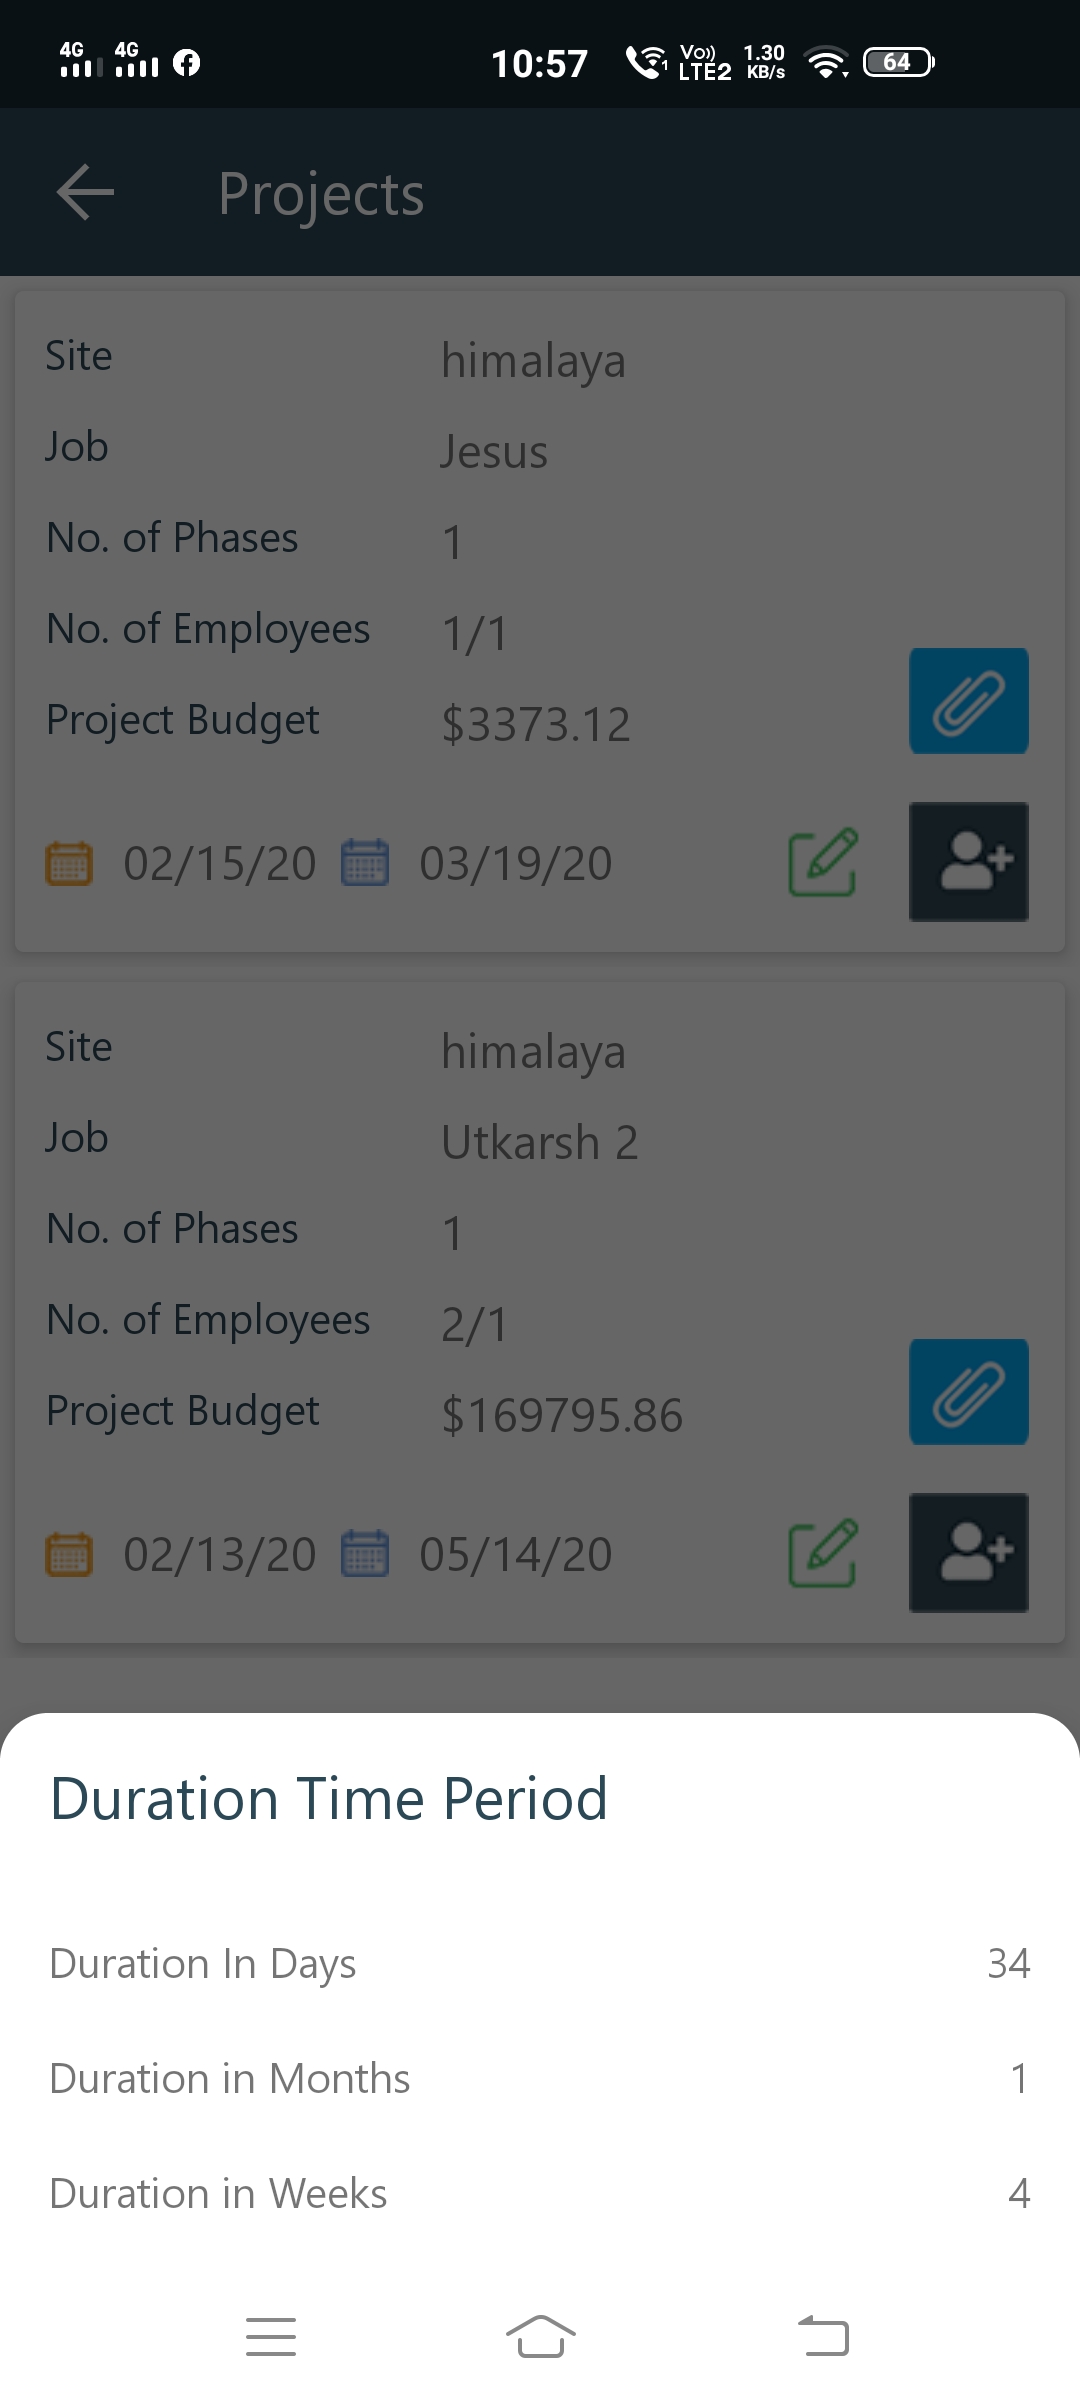 4G 4G 10:57 1 Vo)) LTE2 1.30 KB/s 64
Projects
Site himalaya
Job Jesus
No. of Phases 1
No. of Employees 1/1
Project Budget $3373.12
02/15/20 03/19/20
Site himalaya
Job Utkarsh 2
No. of Phases 1
No. of Employees 2/1
Project Budget $169795.86
02/13/20 05/14/20
Duration Time Period
Duration In Days 34
Duration in Months 1
Duration in Weeks 4